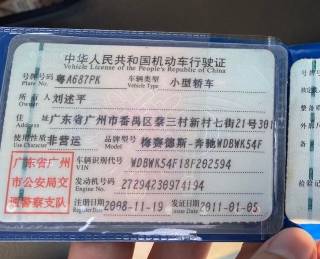 中华人民共和国机动车行驶证
Vehicle License of the People's Republic of China
号牌号码 粤A687PK 车辆类型 小型轿车
Plate No. Vehicle Type
所有人 刘述平
Owner
住址 广东省广州市番禺区蔡三村新村七街21号301
使用性质 非营运 品牌型号 梅赛德斯-奔驰WDBWK54F
Use Character Model
车辆识别代号 WDBWK54F18F202594
VIN
发动机号码 27294230974194
Engine No.
注册日期 2008-11-19 发证日期 2011-01-05
Register Date Issue Date
广东省广州
市公安局交
通警察支队